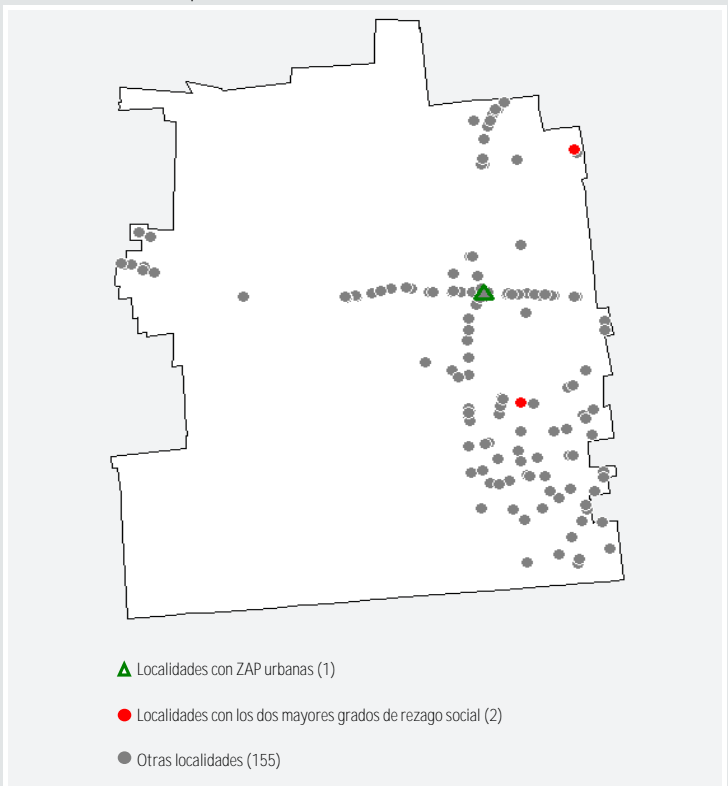 Localidades con ZAP urbanas (1)
Localidades con los dos mayores grados de rezago social (2)
Otras localidades (155)